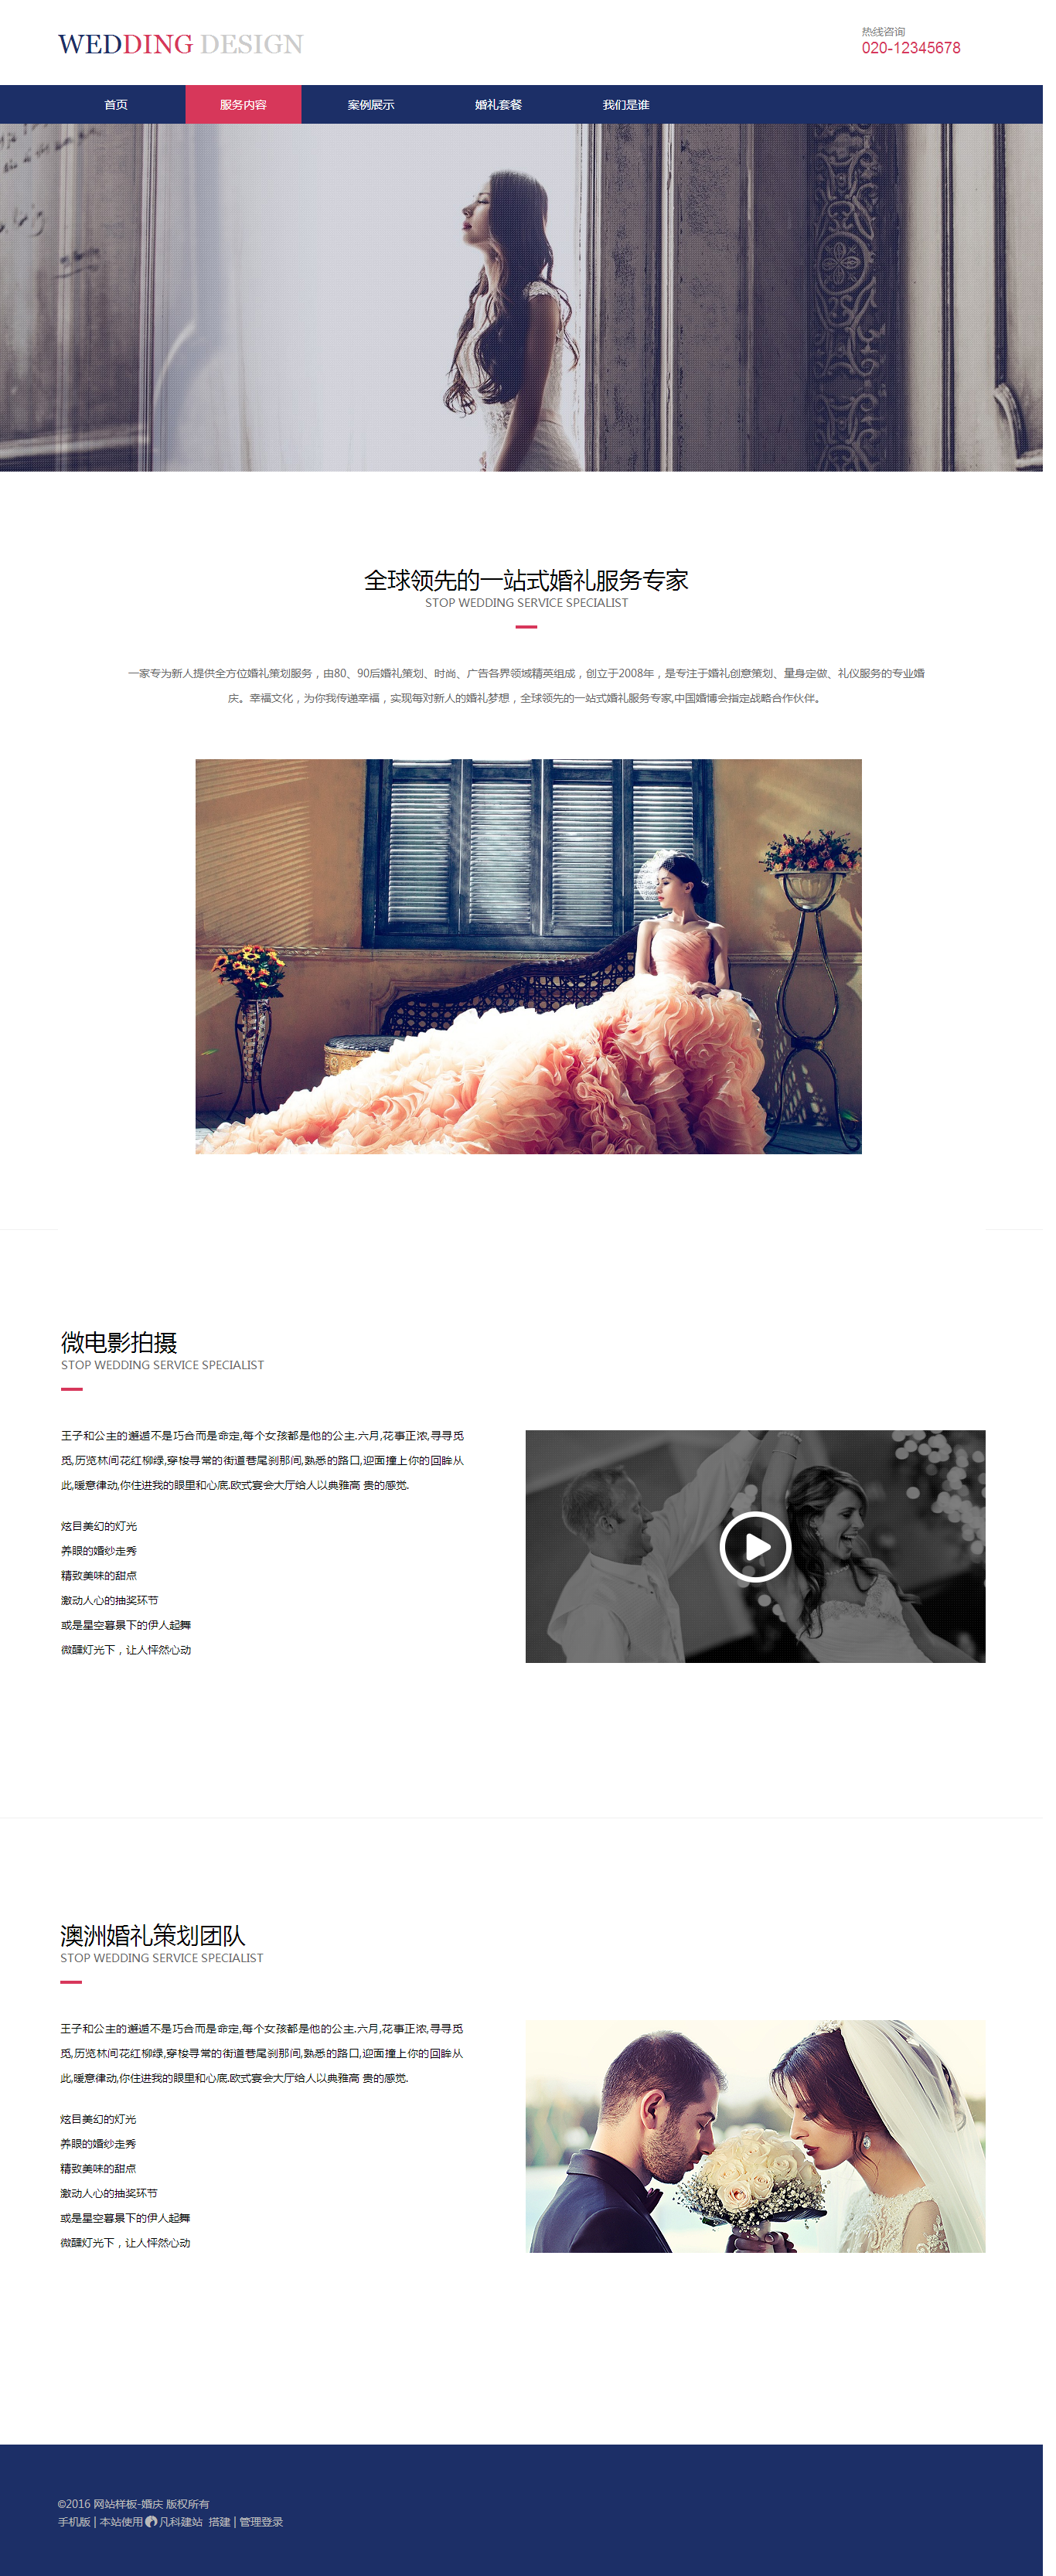 WEDDING DESIGN
热线咨询
020-12345678
首页 服务内容 案例展示 婚礼套餐 我们是谁
全球领先的一站式婚礼服务专家
STOP WEDDING SERVICE SPECIALIST
一家专为新人提供全方位婚礼策划服务，由80、90后婚礼策划、时尚、广告各界领域精英组成，创立于2008年，是专注于婚礼创意策划、量身定做、礼仪服务的专业婚
庆。幸福文化，为你我传递幸福，实现每对新人的婚礼梦想，全球领先的一站式婚礼服务专家,中国婚博会指定战略合作伙伴。
微电影拍摄
STOP WEDDING SERVICE SPECIALIST
王子和公主的邂逅不是巧合而是命定,每个女孩都是他的公主.六月,花事正浓,寻寻觅
觅,历览林间花红柳绿,穿梭寻常的街道巷尾刹那间,熟悉的路口,迎面撞上你的回眸从
此,暖意律动,你住进我的眼里和心底.欧式宴会大厅给人以典雅高 贵的感觉.
炫目美幻的灯光
养眼的婚纱走秀
精致美味的甜点
激动人心的抽奖环节
或是星空暮景下的伊人起舞
微醺灯光下，让人怦然心动
澳洲婚礼策划团队
STOP WEDDING SERVICE SPECIALIST
王子和公主的邂逅不是巧合而是命定,每个女孩都是他的公主.六月,花事正浓,寻寻觅
觅,历览林间花红柳绿,穿梭寻常的街道巷尾刹那间,熟悉的路口,迎面撞上你的回眸从
此,暖意律动,你住进我的眼里和心底.欧式宴会大厅给人以典雅高 贵的感觉.
炫目美幻的灯光
养眼的婚纱走秀
精致美味的甜点
激动人心的抽奖环节
或是星空暮景下的伊人起舞
微醺灯光下，让人怦然心动
©2016 网站样板-婚庆 版权所有
手机版 | 本站使用 凡科建站 搭建 | 管理登录